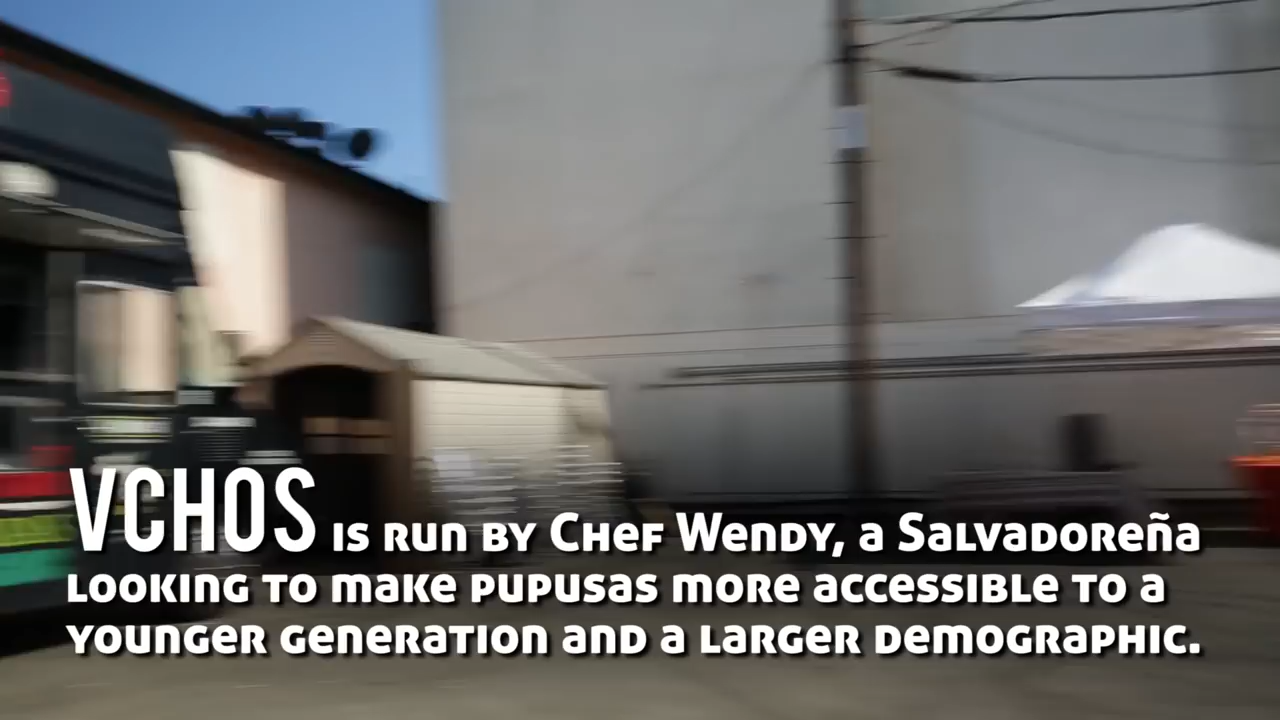 VCHOS is run by Chef Wendy, a Salvadoreña
looking to make pupusas more accessible to a
younger generation and a larger demographic.